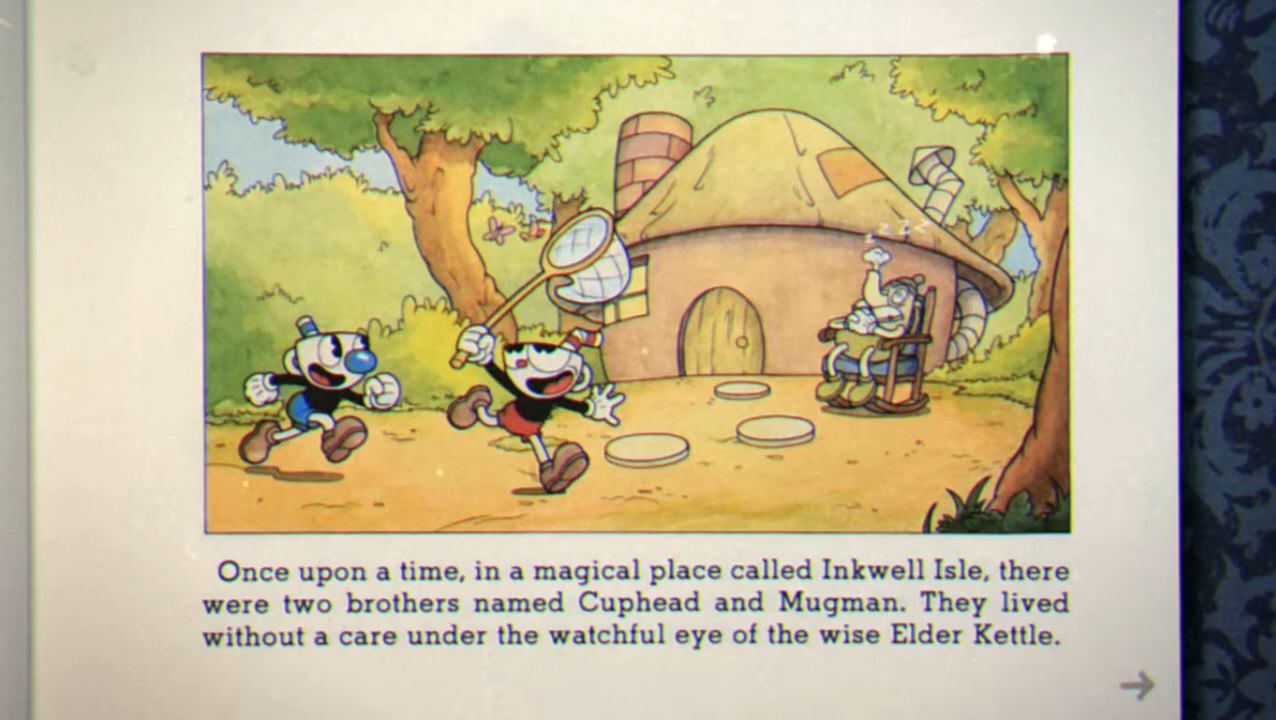 z z z z
Once upon a time, in a magical place called Inkwell Isle, there
were two brothers named Cuphead and Mugman. They lived
without a care under the watchful eye of the wise Elder Kettle.